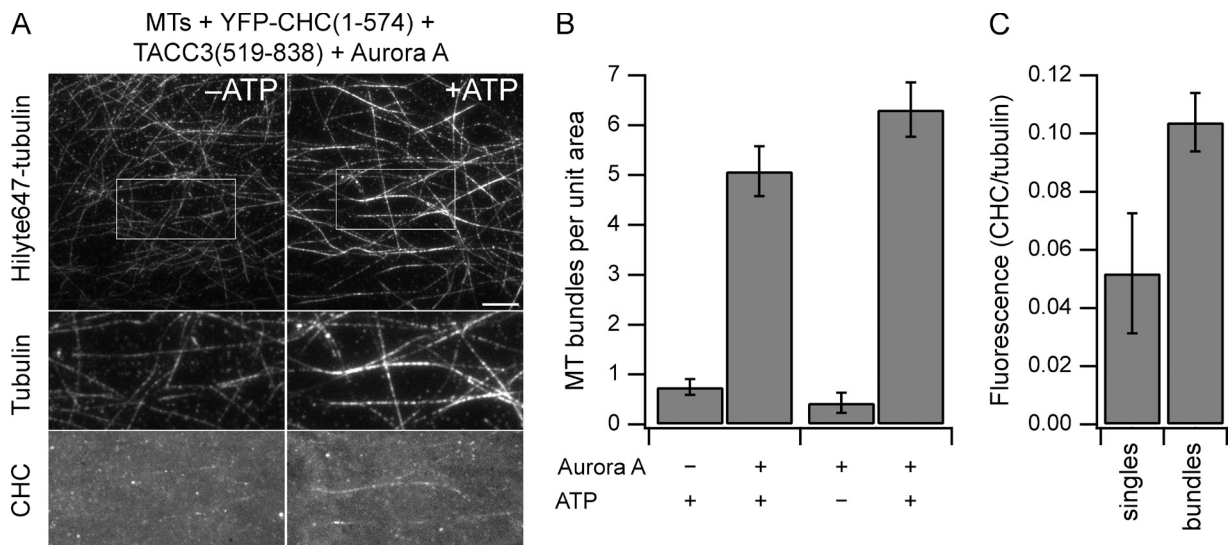 A
MTs + YFP-CHC(1-574) +
TACC3(519-838) + Aurora A
–ATP
+ATP
Hilyte647-tubulin
Tubulin
CHC
B
MT bundles per unit area
7
6
5
4
3
2
1
0
Aurora A – + + +
ATP + + – +
C
Fluorescence (CHC/tubulin)
0.12
0.10
0.08
0.06
0.04
0.02
0.00
singles
bundles